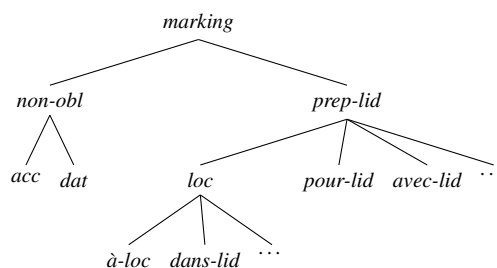 marking
non-obl prep-lid
acc dat loc pour-lid avec-lid ...
à-loc dans-lid ...